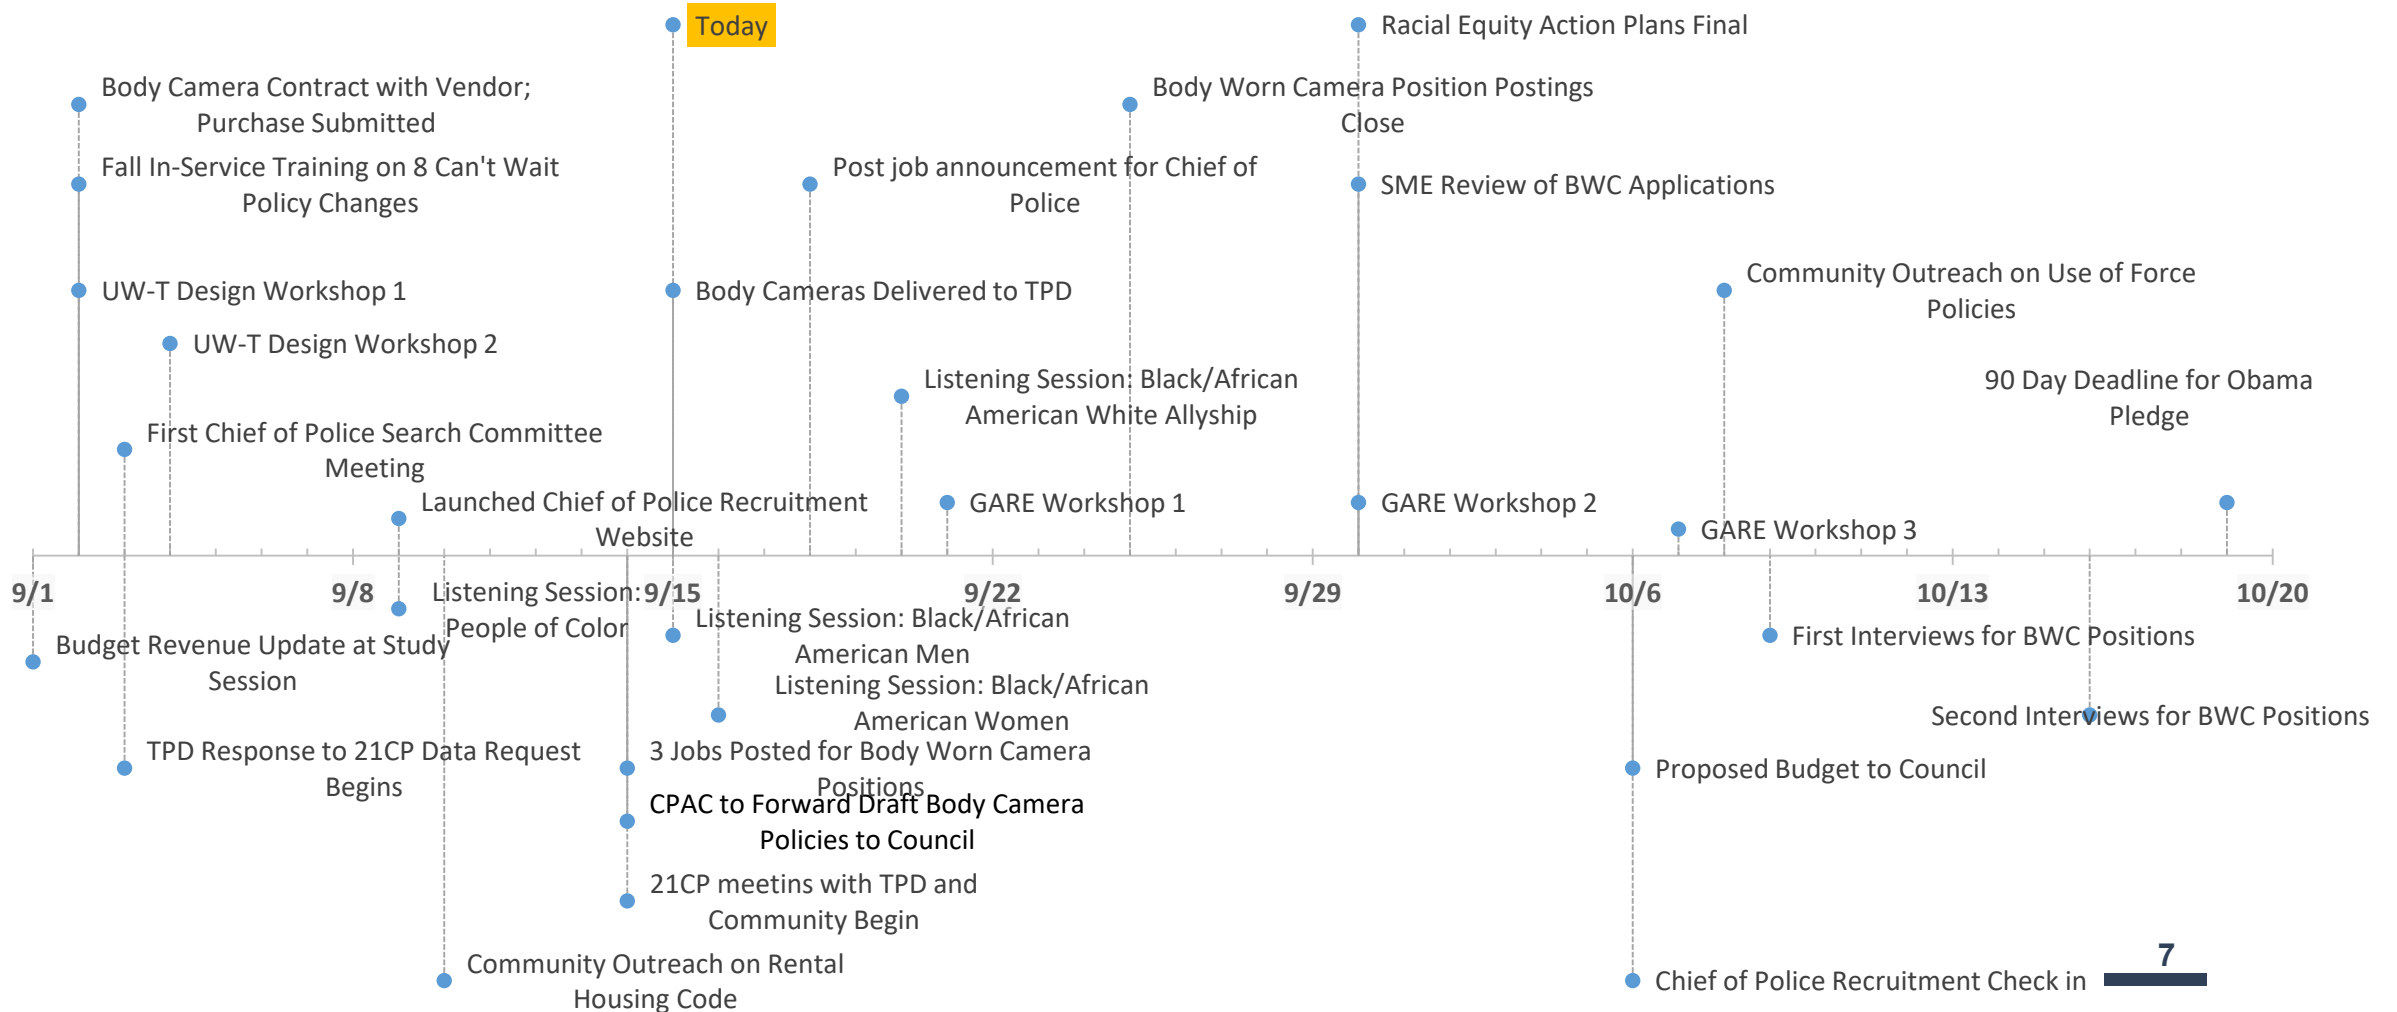 Today
Racial Equity Action Plans Final
Body Camera Contract with Vendor;
Purchase Submitted
Body Worn Camera Position Postings
Close
Fall In-Service Training on 8 Can't Wait
Policy Changes
Post job announcement for Chief of
Police
SME Review of BWC Applications
UW-T Design Workshop 1
Body Cameras Delivered to TPD
Community Outreach on Use of Force
Policies
UW-T Design Workshop 2
Listening Session: Black/African
American White Allyship
90 Day Deadline for Obama
Pledge
First Chief of Police Search Committee
Meeting
Launched Chief of Police Recruitment
Website
GARE Workshop 1
GARE Workshop 2
GARE Workshop 3
9/1
9/8
9/15
9/22
9/29
10/6
10/13
10/20
Listening Session:
People of Color
Budget Revenue Update at Study
Session
Listening Session: Black/African
American Men
First Interviews for BWC Positions
Listening Session: Black/African
American Women
Second Interviews for BWC Positions
TPD Response to 21CP Data Request
Begins
3 Jobs Posted for Body Worn Camera
Positions
Proposed Budget to Council
CPAC to Forward Draft Body Camera
Policies to Council
21CP meetins with TPD and
Community Begin
Community Outreach on Rental
Housing Code
Chief of Police Recruitment Check in
7